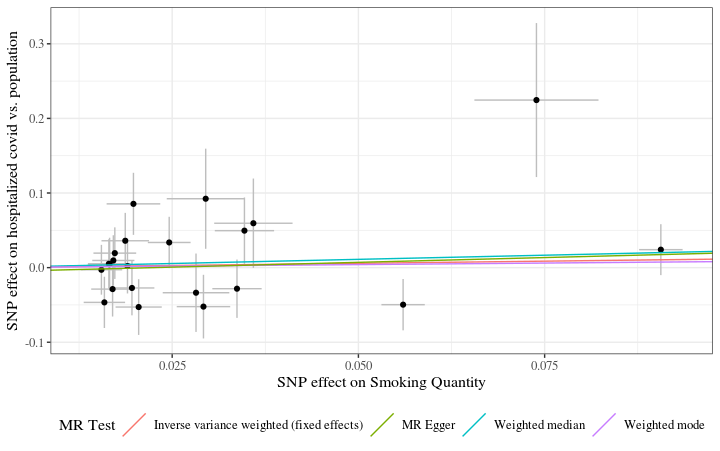 SNP effect on hospitalized covid vs. population
0.3
0.2
0.1
0.0
-0.1
0.025
0.050
0.075
SNP effect on Smoking Quantity
MR Test
Inverse variance weighted (fixed effects)
MR Egger
Weighted median
Weighted mode